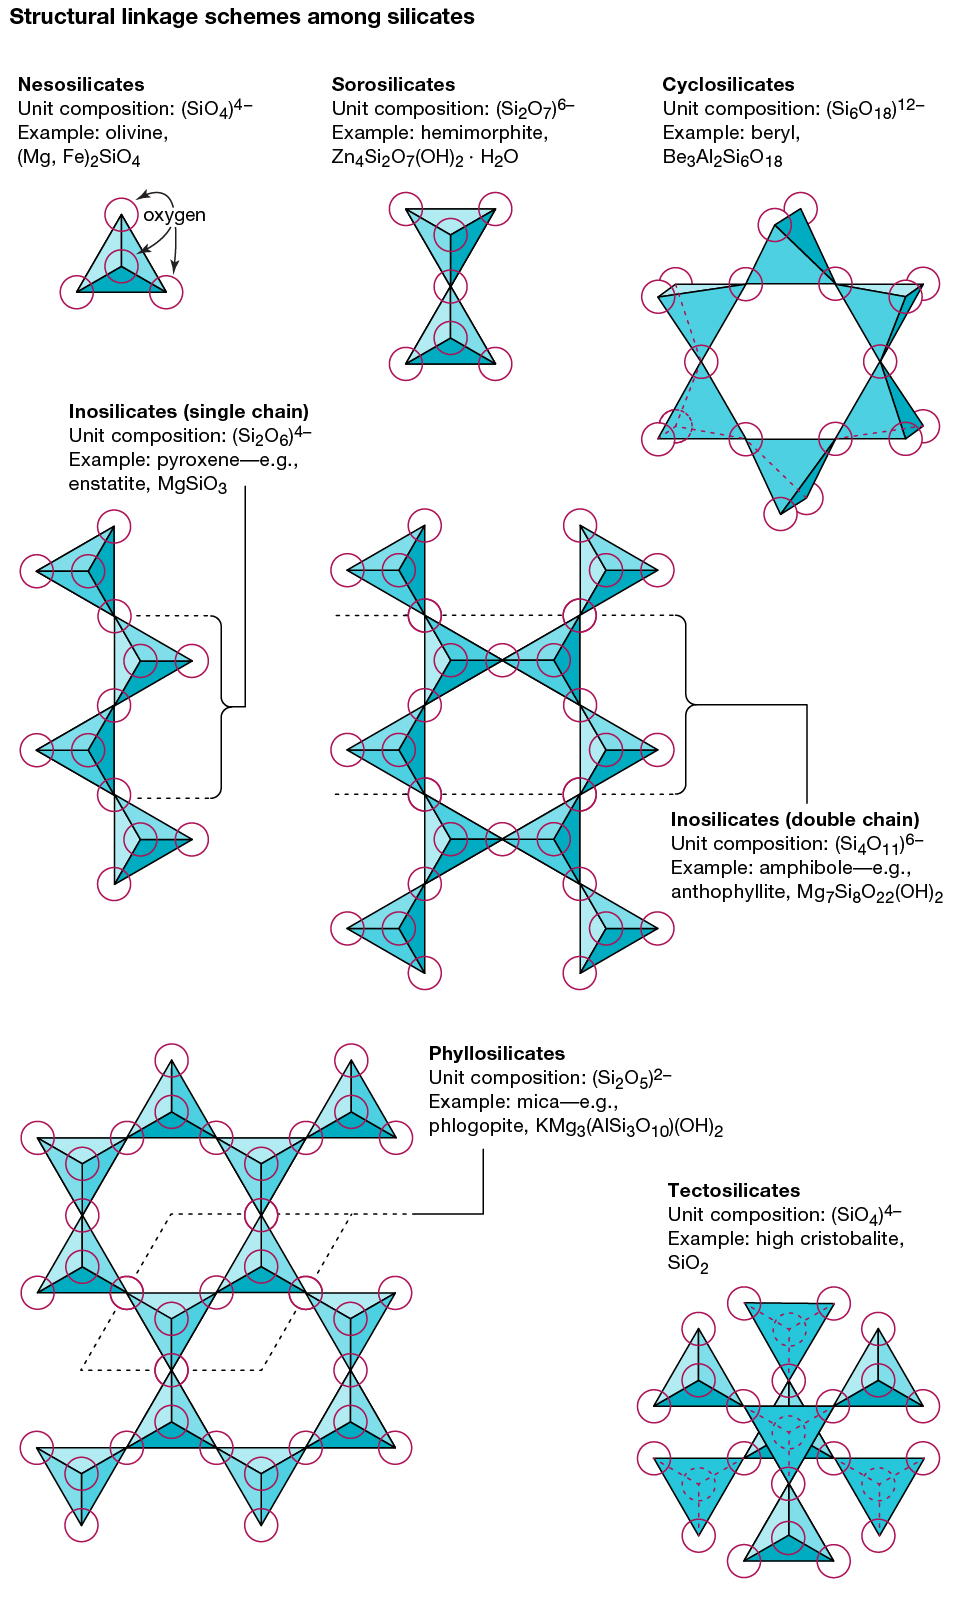 Structural linkage schemes among silicates
Nesosilicates
Unit composition: (SiO₄)⁴⁻
Example: olivine,
(Mg, Fe)₂SiO₄
oxygen
Sorosilicates
Unit composition: (Si₂O₇)⁶⁻
Example: hemimorphite,
Zn₄Si₂O₇(OH)₂ · H₂O
Cyclosilicates
Unit composition: (Si₆O₁₈)¹²⁻
Example: beryl,
Be₃Al₂Si₆O₁₈
Inosilicates (single chain)
Unit composition: (Si₂O₆)⁴⁻
Example: pyroxene—e.g.,
enstatite, MgSiO₃
Inosilicates (double chain)
Unit composition: (Si₄O₁₁)⁶⁻
Example: amphibole—e.g.,
anthophyllite, Mg₇Si₈O₂₂(OH)₂
Phyllosilicates
Unit composition: (Si₂O₅)²⁻
Example: mica—e.g.,
phlogopite, KMg₃(AlSi₃O₁₀)(OH)₂
Tectosilicates
Unit composition: (SiO₄)⁴⁻
Example: high cristobalite,
SiO₂